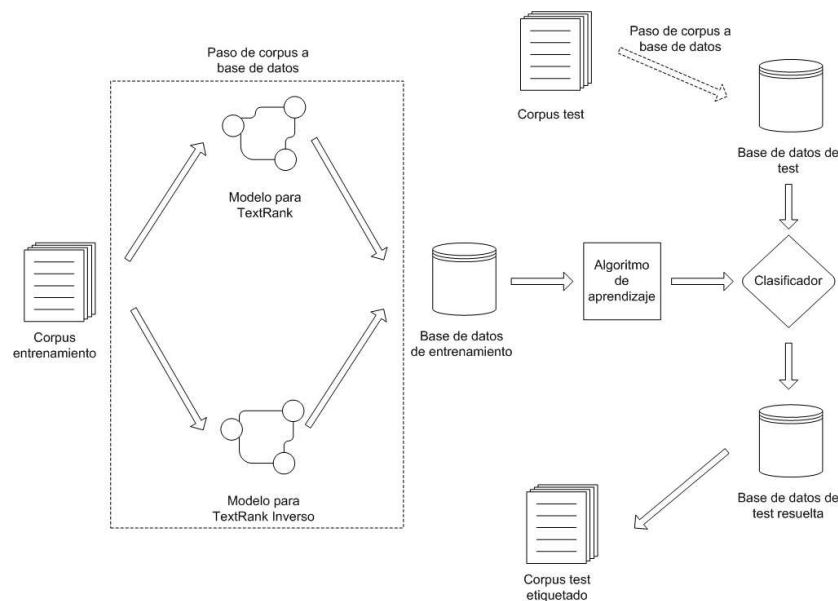 Paso de corpus a
base de datos
Modelo para
TextRank
Corpus
entrenamiento
Modelo para
TextRank Inverso
Base de datos
de entrenamiento
Algoritmo
de
aprendizaje
Corpus test
Paso de corpus a
base de datos
Base de datos de
test
Clasificador
Base de datos de
test resuelta
Corpus test
etiquetado